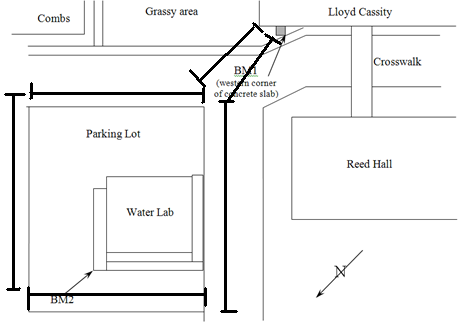 Combs
Grassy area
Lloyd Cassity
Crosswalk
BM1
(western corner
of concrete slab)
Parking Lot
Reed Hall
Water Lab
BM2
N